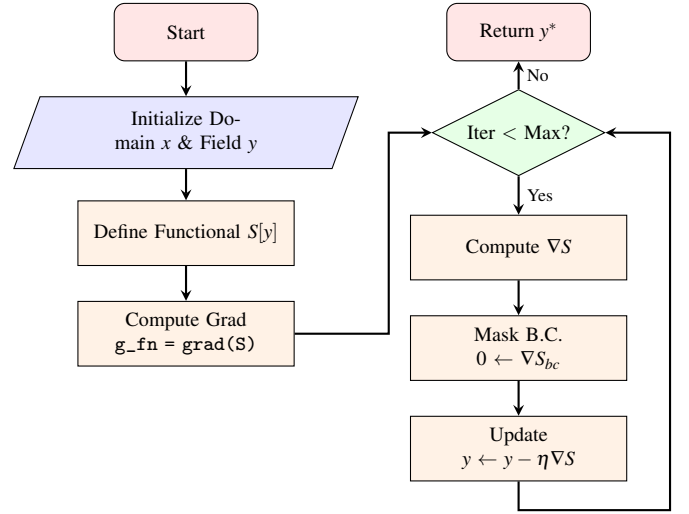 Start
Initialize Do-
main x & Field y
Define Functional S[y]
Compute Grad
g_fn = grad(S)
Return y*
No
Iter < Max?
Yes
Compute ∇S
Mask B.C.
0 ← ∇S_bc
Update
y ← y − η∇S